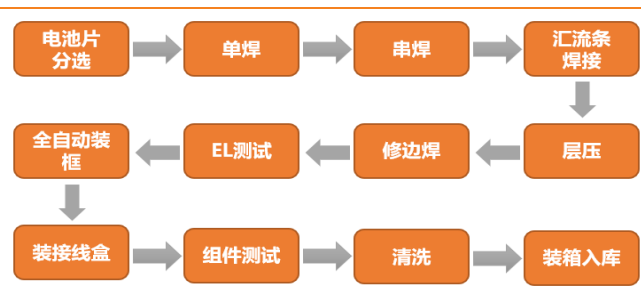 电池片
分选
单焊
串焊
汇流条
焊接
层压
修边焊
EL测试
全自动装
框
装接线盒
组件测试
清洗
装箱入库